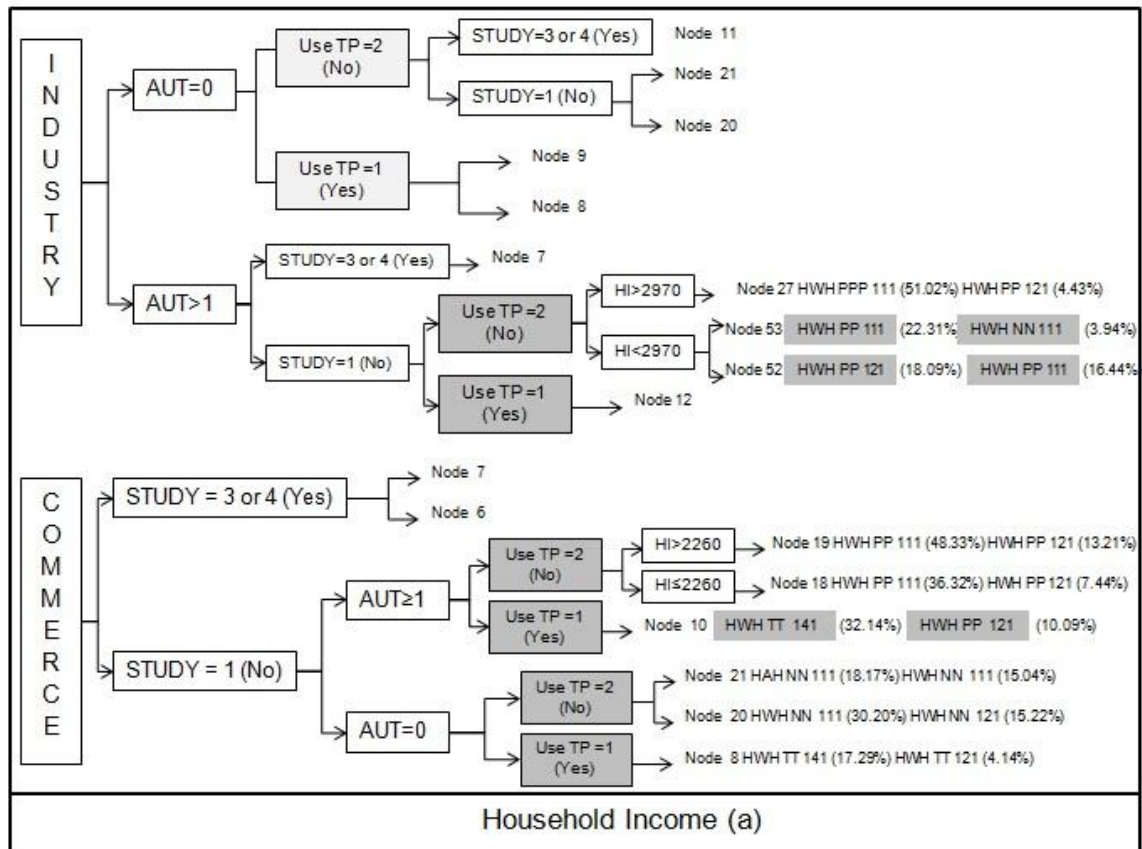 INDUSTRY
AUT=0
Use TP =2
(No)
STUDY=3 or 4 (Yes)
Node 11
STUDY=1 (No)
Node 21
Node 20
Use TP =1
(Yes)
Node 9
Node 8
AUT>1
STUDY=3 or 4 (Yes)
Node 7
STUDY=1 (No)
Use TP =2
(No)
HI>2970
Node 27 HWH PPP 111 (51.02%) HWH PP 121 (4.43%)
HI<2970
Node 53 HWH PP 111 (22.31% HWH NN 111 (3.94%
Node 52 HWH PP 121 (18.09%) HWH PP 111 (16.44%
Use TP =1
(Yes)
Node 12
COMMERCE
STUDY = 3 or 4 (Yes)
Node 7
Node 6
STUDY = 1 (No)
AUT≥1
Use TP =2
(No)
HI>2260
Node 19 HWH PP 111 (48.33%) HWH PP 121 (13.21%)
HI≤2260
Node 18 HWH PP 111 (36.32%) HWH PP 121 (7.44%)
Use TP =1
(Yes)
Node 10 HWH TT 141 (32.14%) HWH PP 121 (10.09%)
AUT=0
Use TP =2
(No)
Node 21 HAH NN 111 (18.17%) HWH NN 111 (15.04%)
Node 20 HWH NN 111 (30.20%) HWH NN 121 (15.22%)
Use TP =1
(Yes)
Node 8 HWH TT 141 (17.29%) HWH TT 121 (4.14%)
Household Income (a)